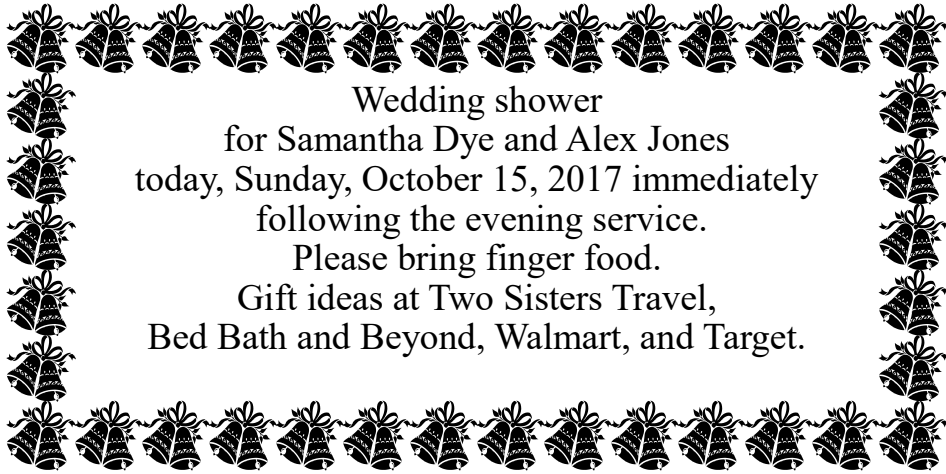 Wedding shower
for Samantha Dye and Alex Jones
today, Sunday, October 15, 2017 immediately
following the evening service.
Please bring finger food.
Gift ideas at Two Sisters Travel,
Bed Bath and Beyond, Walmart, and Target.